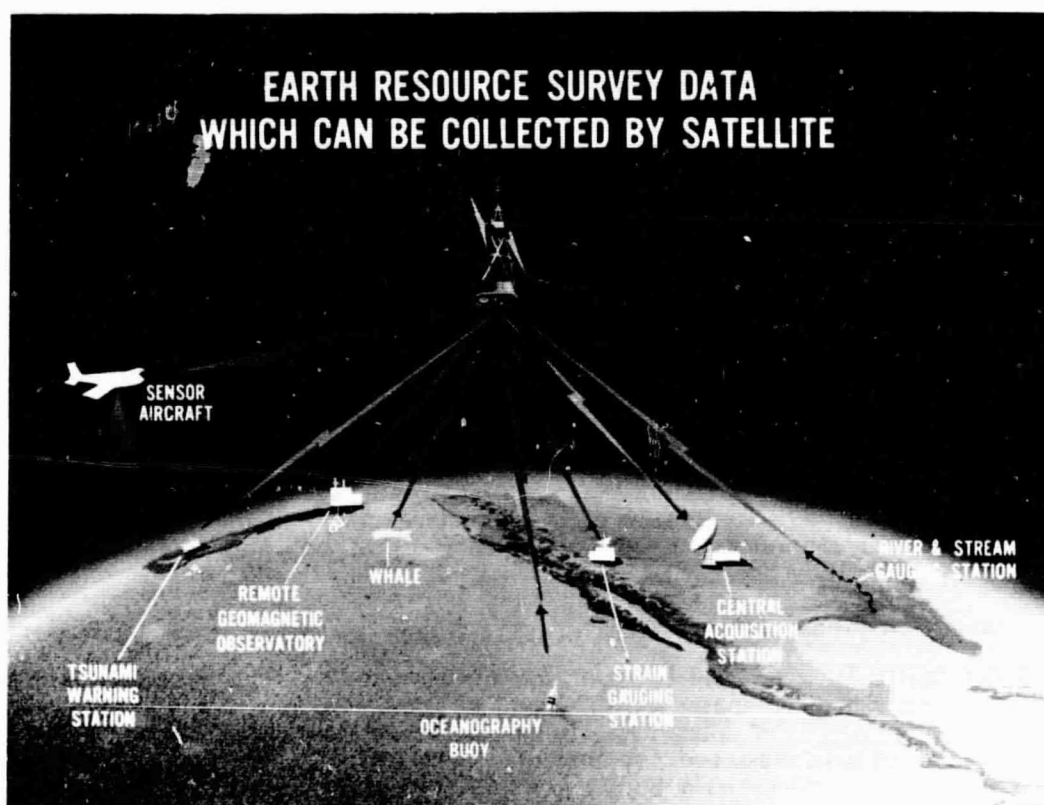 EARTH RESOURCE SURVEY DATA
WHICH CAN BE COLLECTED BY SATELLITE
SENSOR
AIRCRAFT
WHALE
REMOTE
GEOMAGNETIC
OBSERVATORY
RIVER & STREAM
GAUGING STATION
CENTRAL
ACQUISITION
STATION
TSUNAMI
WARNING
STATION
STRAIN
GAUGING
STATION
OCEANOGRAPHY
BUOY